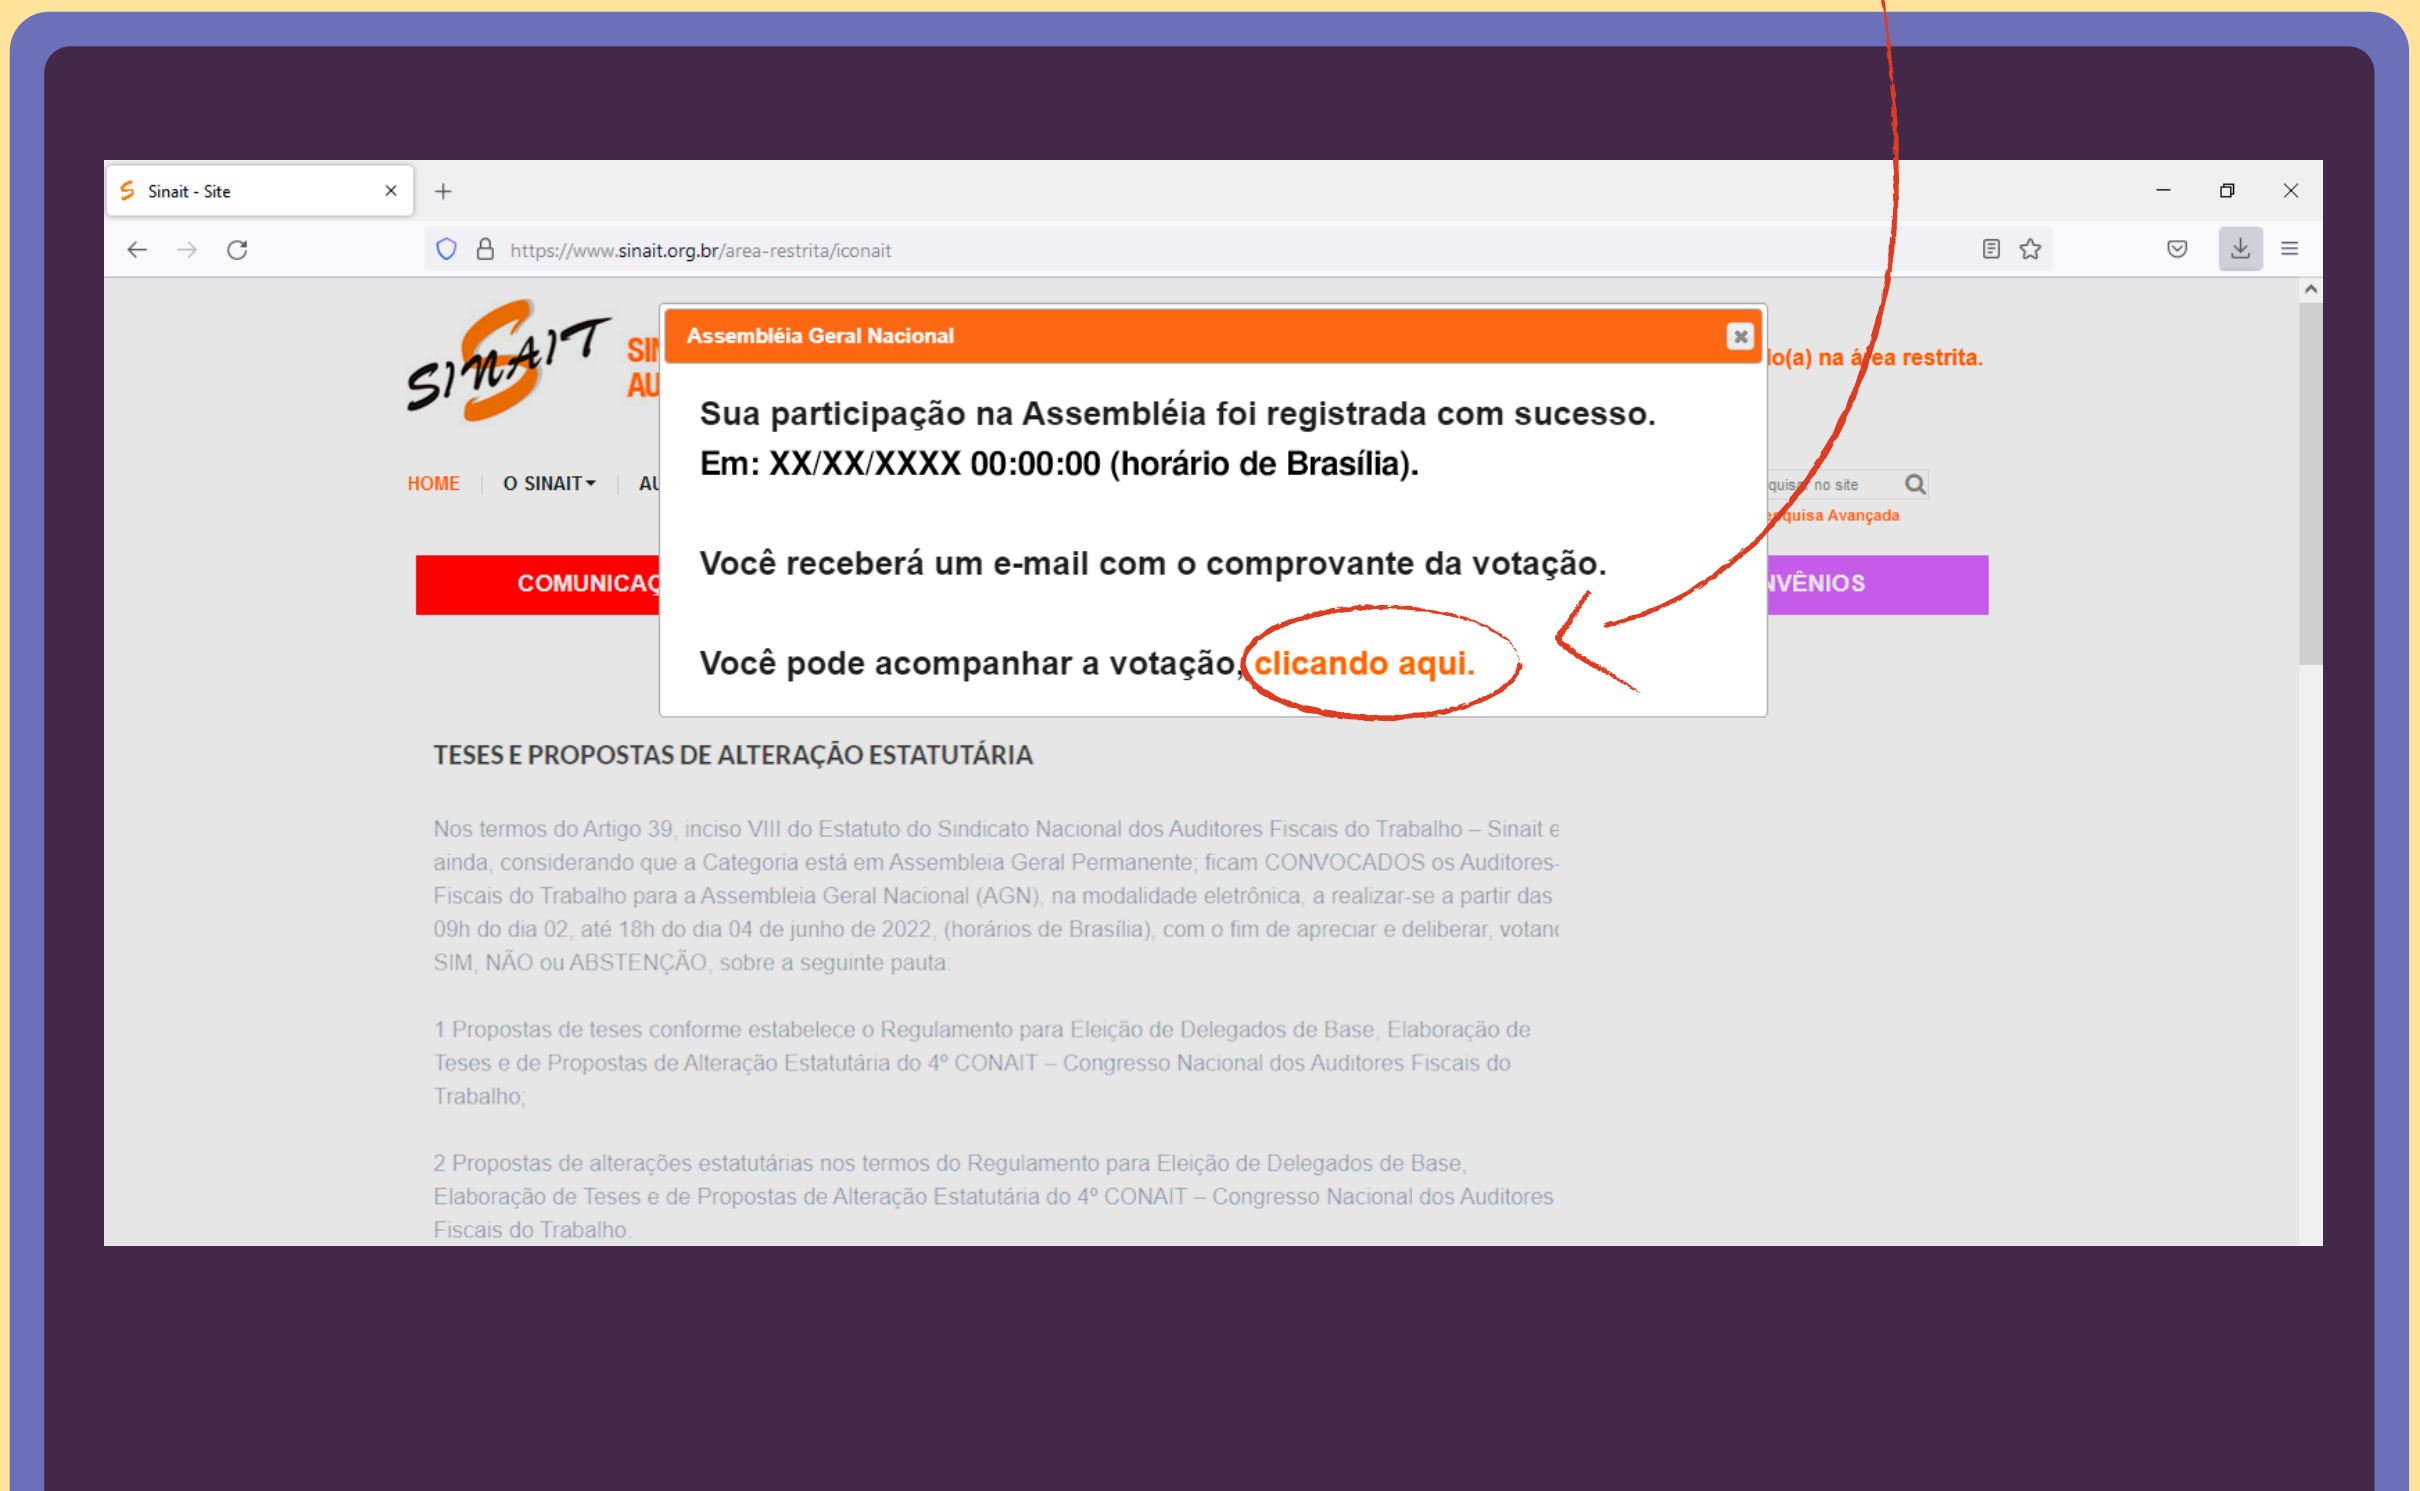 Sinait - Site
https://www.sinait.org.br/area-restrita/iconait
SINAIT
Assembléia Geral Nacional
na área restrita.
Sua participação na Assembléia foi registrada com sucesso.
Em: XX/XX/XXXX 00:00:00 (horário de Brasília).
HOME O SINAIT
no site
Avançada
Você receberá um e-mail com o comprovante da votação.
Você pode acompanhar a votação, clicando aqui.
TESES E PROPOSTAS DE ALTERAÇÃO ESTATUTÁRIA
Nos termos do Artigo 39, inciso VIII do Estatuto do Sindicato Nacional dos Auditores Fiscais do Trabalho – Sinait e
ainda, considerando que a Categoria está em Assembleia Geral Permanente; ficam CONVOCADOS os Auditores-
Fiscais do Trabalho para a Assembleia Geral Nacional (AGN), na modalidade eletrônica, a realizar-se a partir das
09h do dia 02, até 18h do dia 04 de junho de 2022, (horários de Brasília), com o fim de apreciar e deliberar,
SIM, NÃO ou ABSTENÇÃO, sobre a seguinte pauta:
1 Propostas de teses conforme estabelece o Regulamento para Eleição de Delegados de Base, Elaboração de
Teses e de Propostas de Alteração Estatutária do 4º CONAIT – Congresso Nacional dos Auditores Fiscais do
Trabalho;
2 Propostas de alterações estatutárias nos termos do Regulamento para Eleição de Delegados de Base,
Elaboração de Teses e de Propostas de Alteração Estatutária do 4º CONAIT – Congresso Nacional dos Auditores
Fiscais do Trabalho.